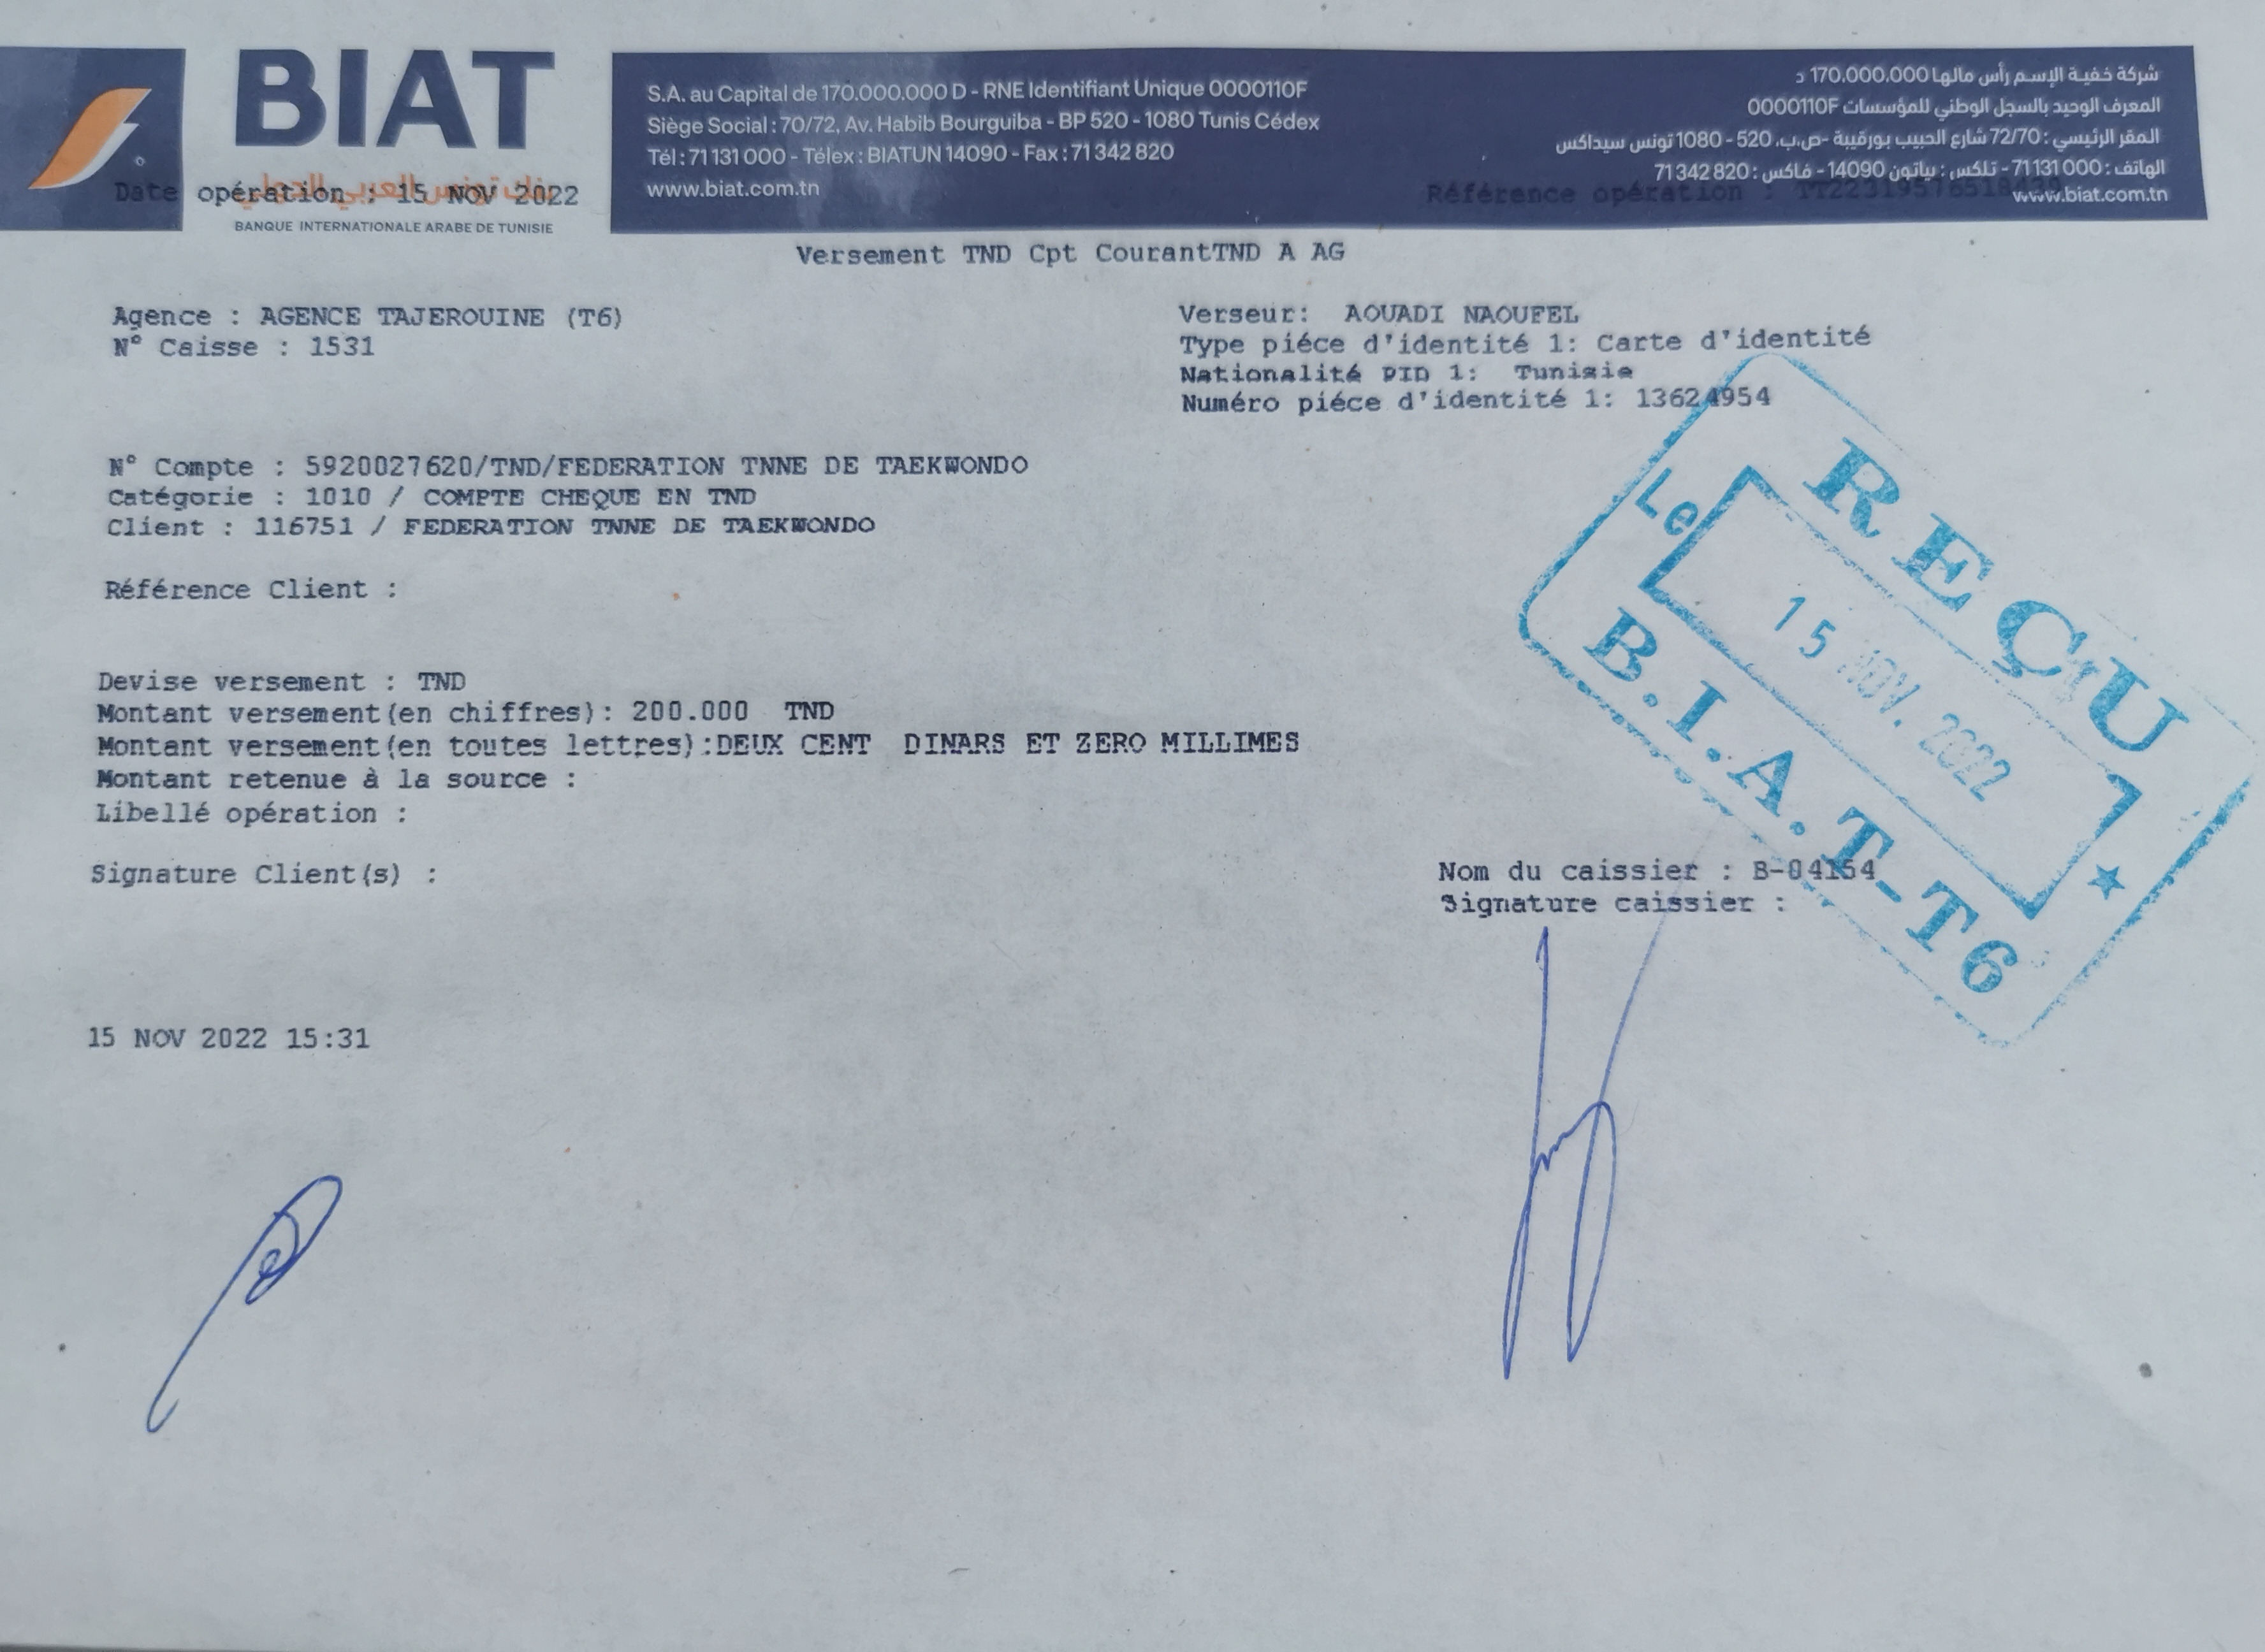 BIAT
بنك تونس العربي الدولي
BANQUE INTERNATIONALE ARABE DE TUNISIE
S.A. au Capital de 170.000.000 D - RNE Identifiant Unique 0000110F
Siège Social : 70/72, Av. Habib Bourguiba - BP 520 - 1080 Tunis Cédex
Tél : 71 131 000 - Télex : BIATUN 14090 - Fax : 71 342 820
www.biat.com.tn
شركة خفية الإسم رأس مالها 170.000.000 د
المعرف الوحيد بالسجل الوطني للمؤسسات 0000110F
المقر الرئيسي : 72/70 شارع الحبيب بورقيبة -ص.ب. 520 - 1080 تونس سيداكس
الهاتف : 71 131 000 - تلكس : بياتون 14090 - فاكس : 71 342 820
www.biat.com.tn
Date opération : 15 NOV 2022
Référence opération :
Versement TND Cpt CourantTND A AG
Agence : AGENCE TAJEROUINE (T6)
N° Caisse : 1531
Verseur: AOUADI NAOUFEL
Type piéce d'identité 1: Carte d'identité
Nationalité PID 1: Tunisie
Numéro piéce d'identité 1: 13624954
N° Compte : 5920027620/TND/FEDERATION TNNE DE TAEKWONDO
Catégorie : 1010 / COMPTE CHEQUE EN TND
Client : 116751 / FEDERATION TNNE DE TAEKWONDO
Référence Client :
Devise versement : TND
Montant versement(en chiffres): 200.000 TND
Montant versement(en toutes lettres):DEUX CENT DINARS ET ZERO MILLIMES
Montant retenue à la source :
Libellé opération :
Signature Client(s) :
Nom du caissier : B-04154
Signature caissier :
15 NOV 2022 15:31
REÇU
Le
15 NOV. 2022
B.I.A.T-T6